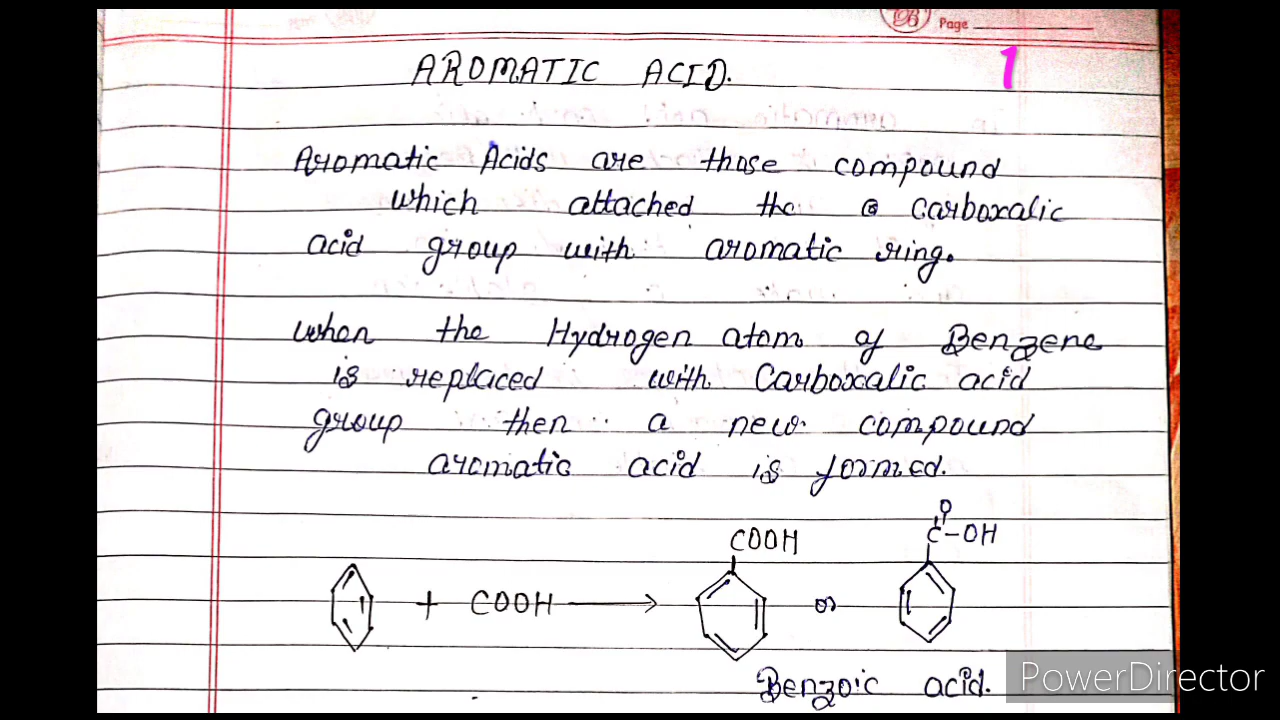 Page
1
AROMATIC ACID.
Aromatic Acids are those compound
which attached the a carboxalic
acid group with aromatic ring.
when the Hydrogen atom of Benzene
is replaced with Carboxalic acid
group then a new compound
aromatic acid is formed.
COOH
O
C-OH
+ COOH → or
Benzoic acid.
PowerDirector